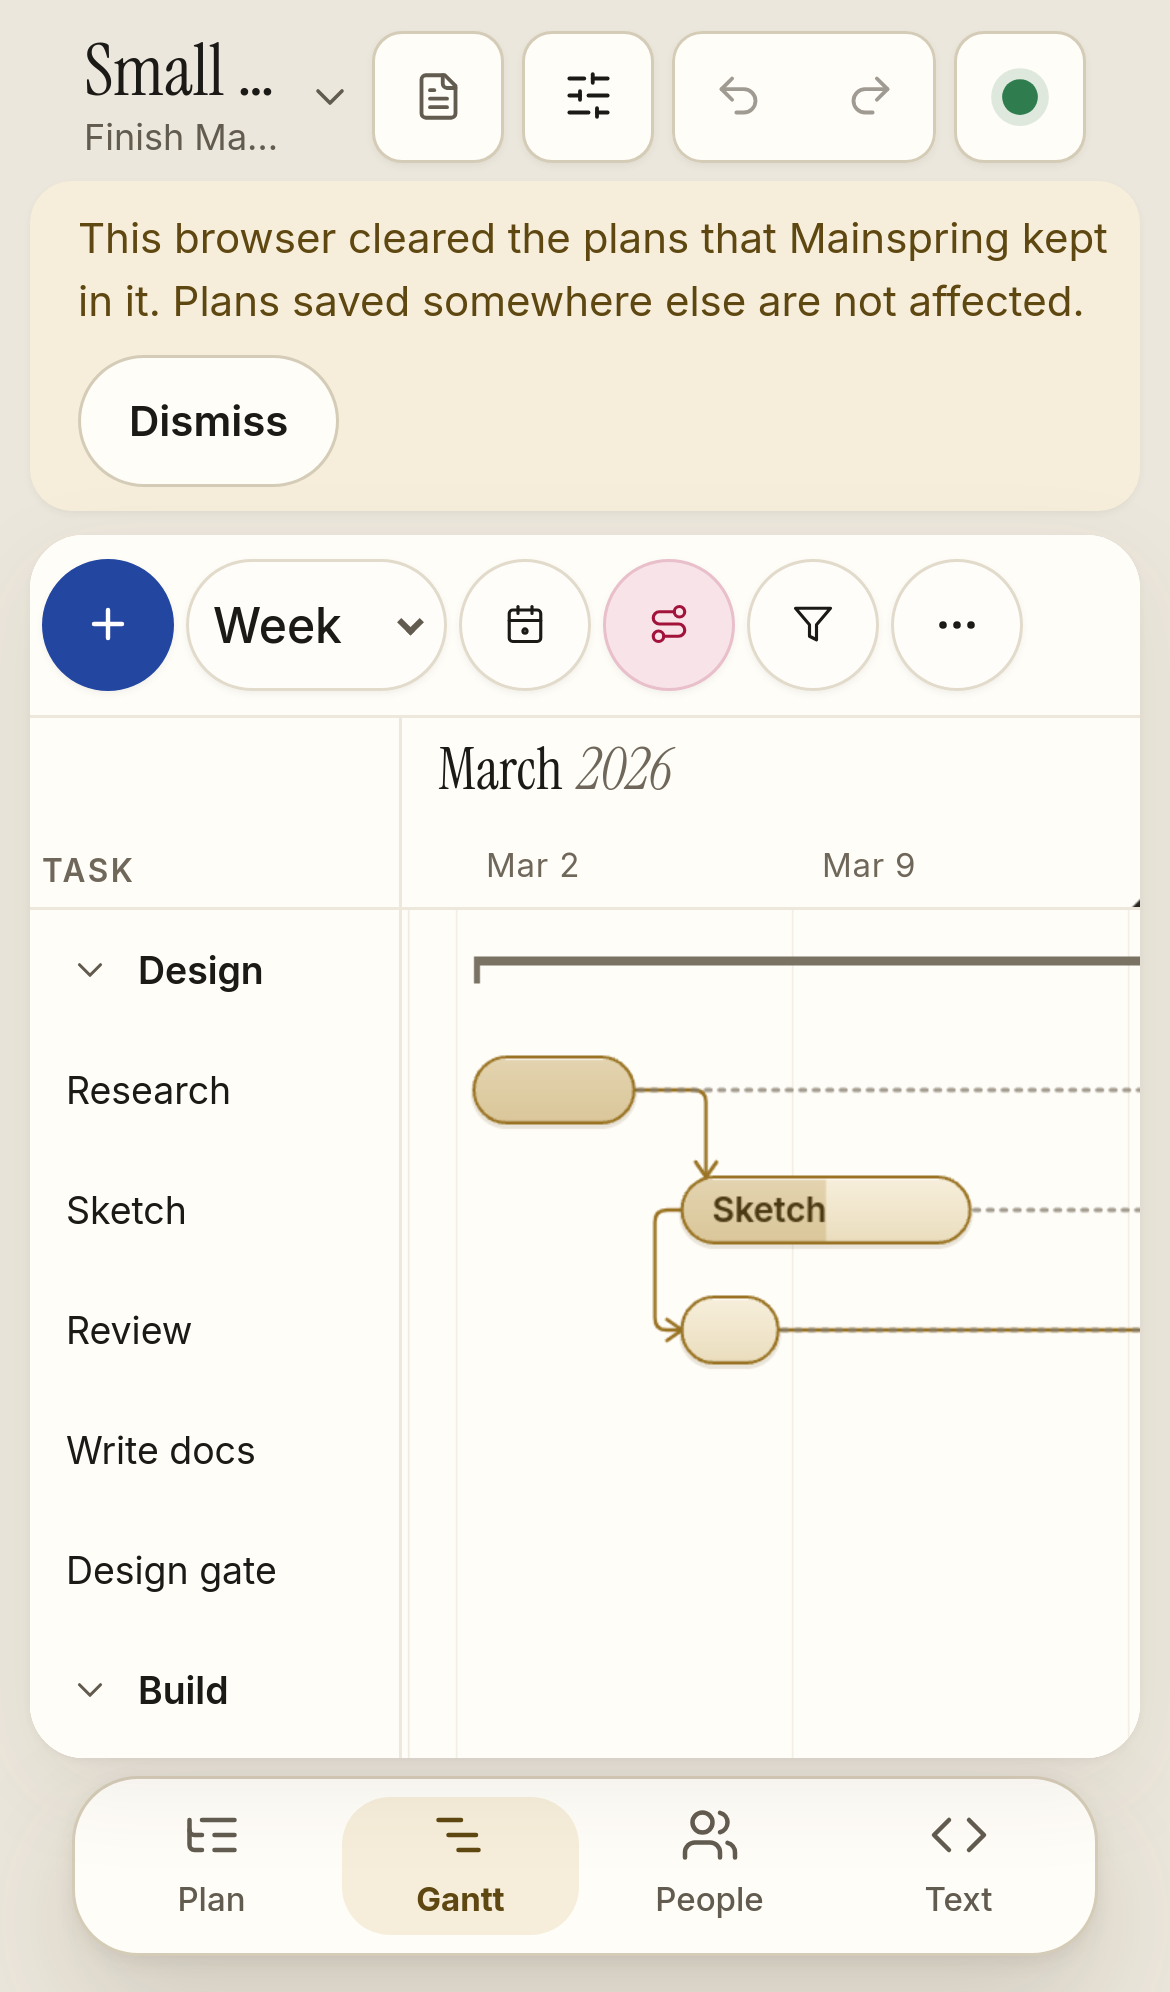 Small ...
Finish Ma...
This browser cleared the plans that Mainspring kept
in it. Plans saved somewhere else are not affected.
Dismiss
Week
March 2026
TASK
Mar 2
Mar 9
Design
Research
Sketch
Sketch
Review
Write docs
Design gate
Build
Plan
Gantt
People
Text